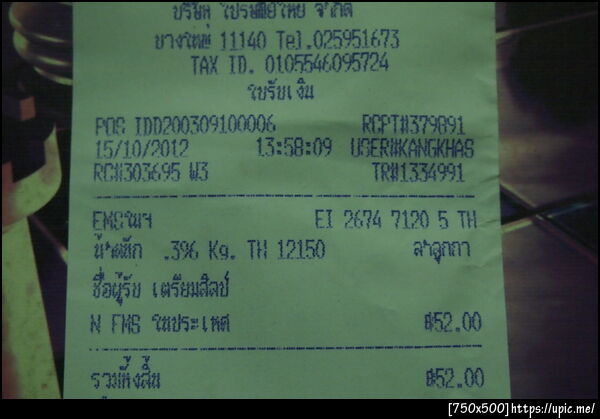 บริษัท ไปรษณีย์ไทย จำกัด
บางใหญ่ 11140 Tel.025951673
TAX ID. 0105546095724
ใบรับเงิน
POS IDD200309100006 RCPT#379891
15/10/2012 13:58:09 USER#KANGKHAS
RC#303695 W3 TR#1334991
EMSในฯ EI 2674 7120 5 TH
น้ำหนัก .396 Kg. TH 12150 ลำลูกกา
ชื่อผู้รับ เตรียมศิลป์
N EMS ในประเทศ ฿52.00
รวมทั้งสิ้น ฿52.00
[750x500]https://upic.me/